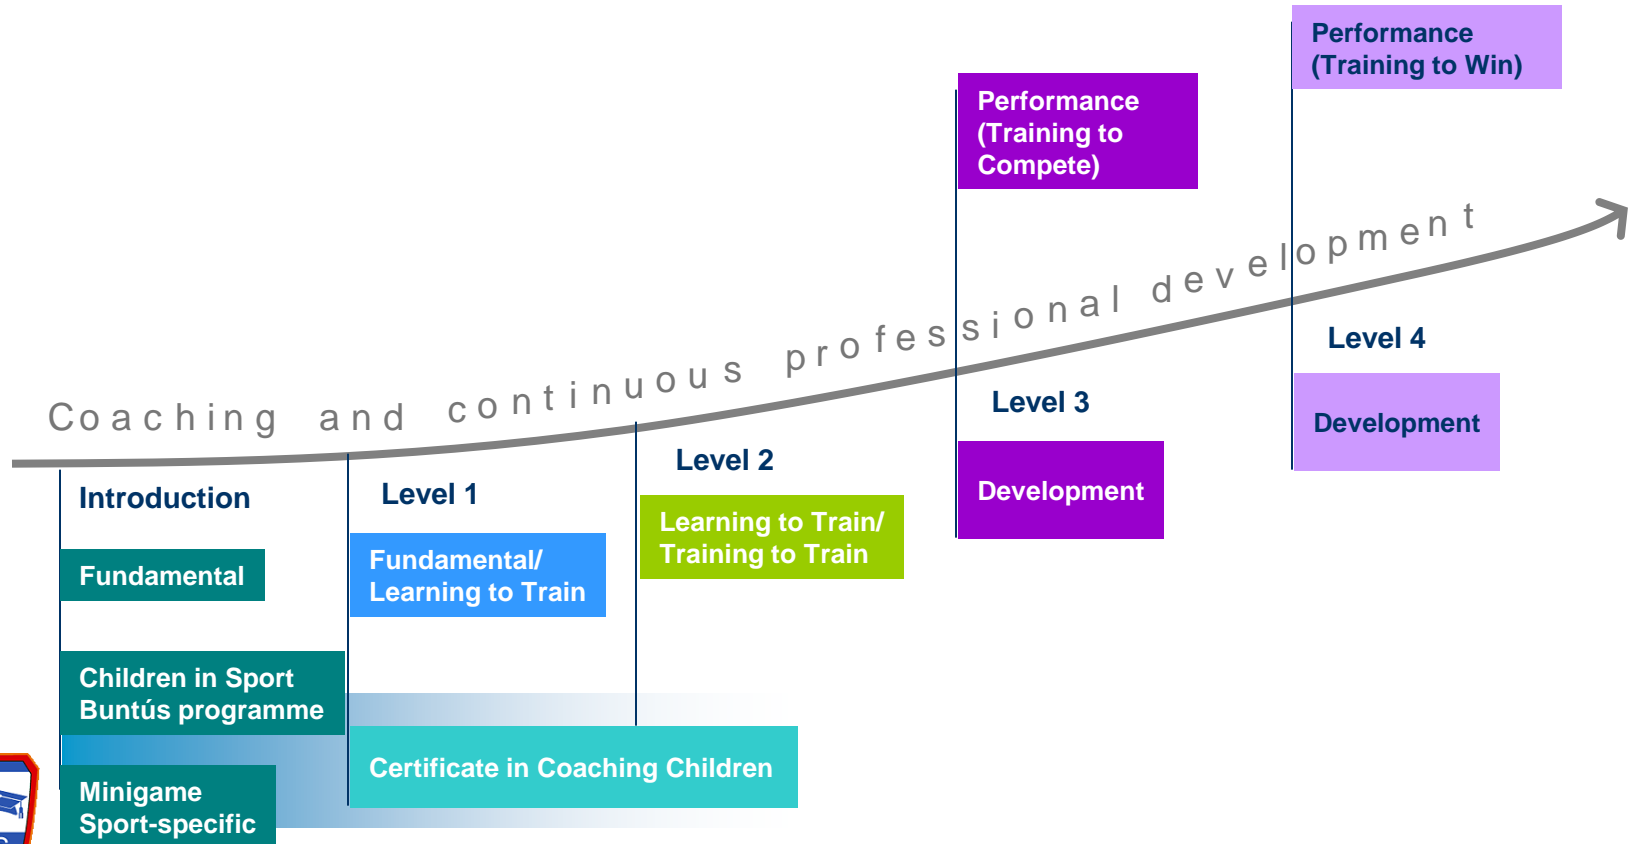 Performance
(Training to Win)
Performance
(Training to
Compete)
Coaching and continuous professional development
Level 4
Development
Level 3
Development
Level 2
Learning to Train/
Training to Train
Level 1
Fundamental/
Learning to Train
Introduction
Fundamental
Children in Sport
Buntús programme
Certificate in Coaching Children
Minigame
Sport-specific